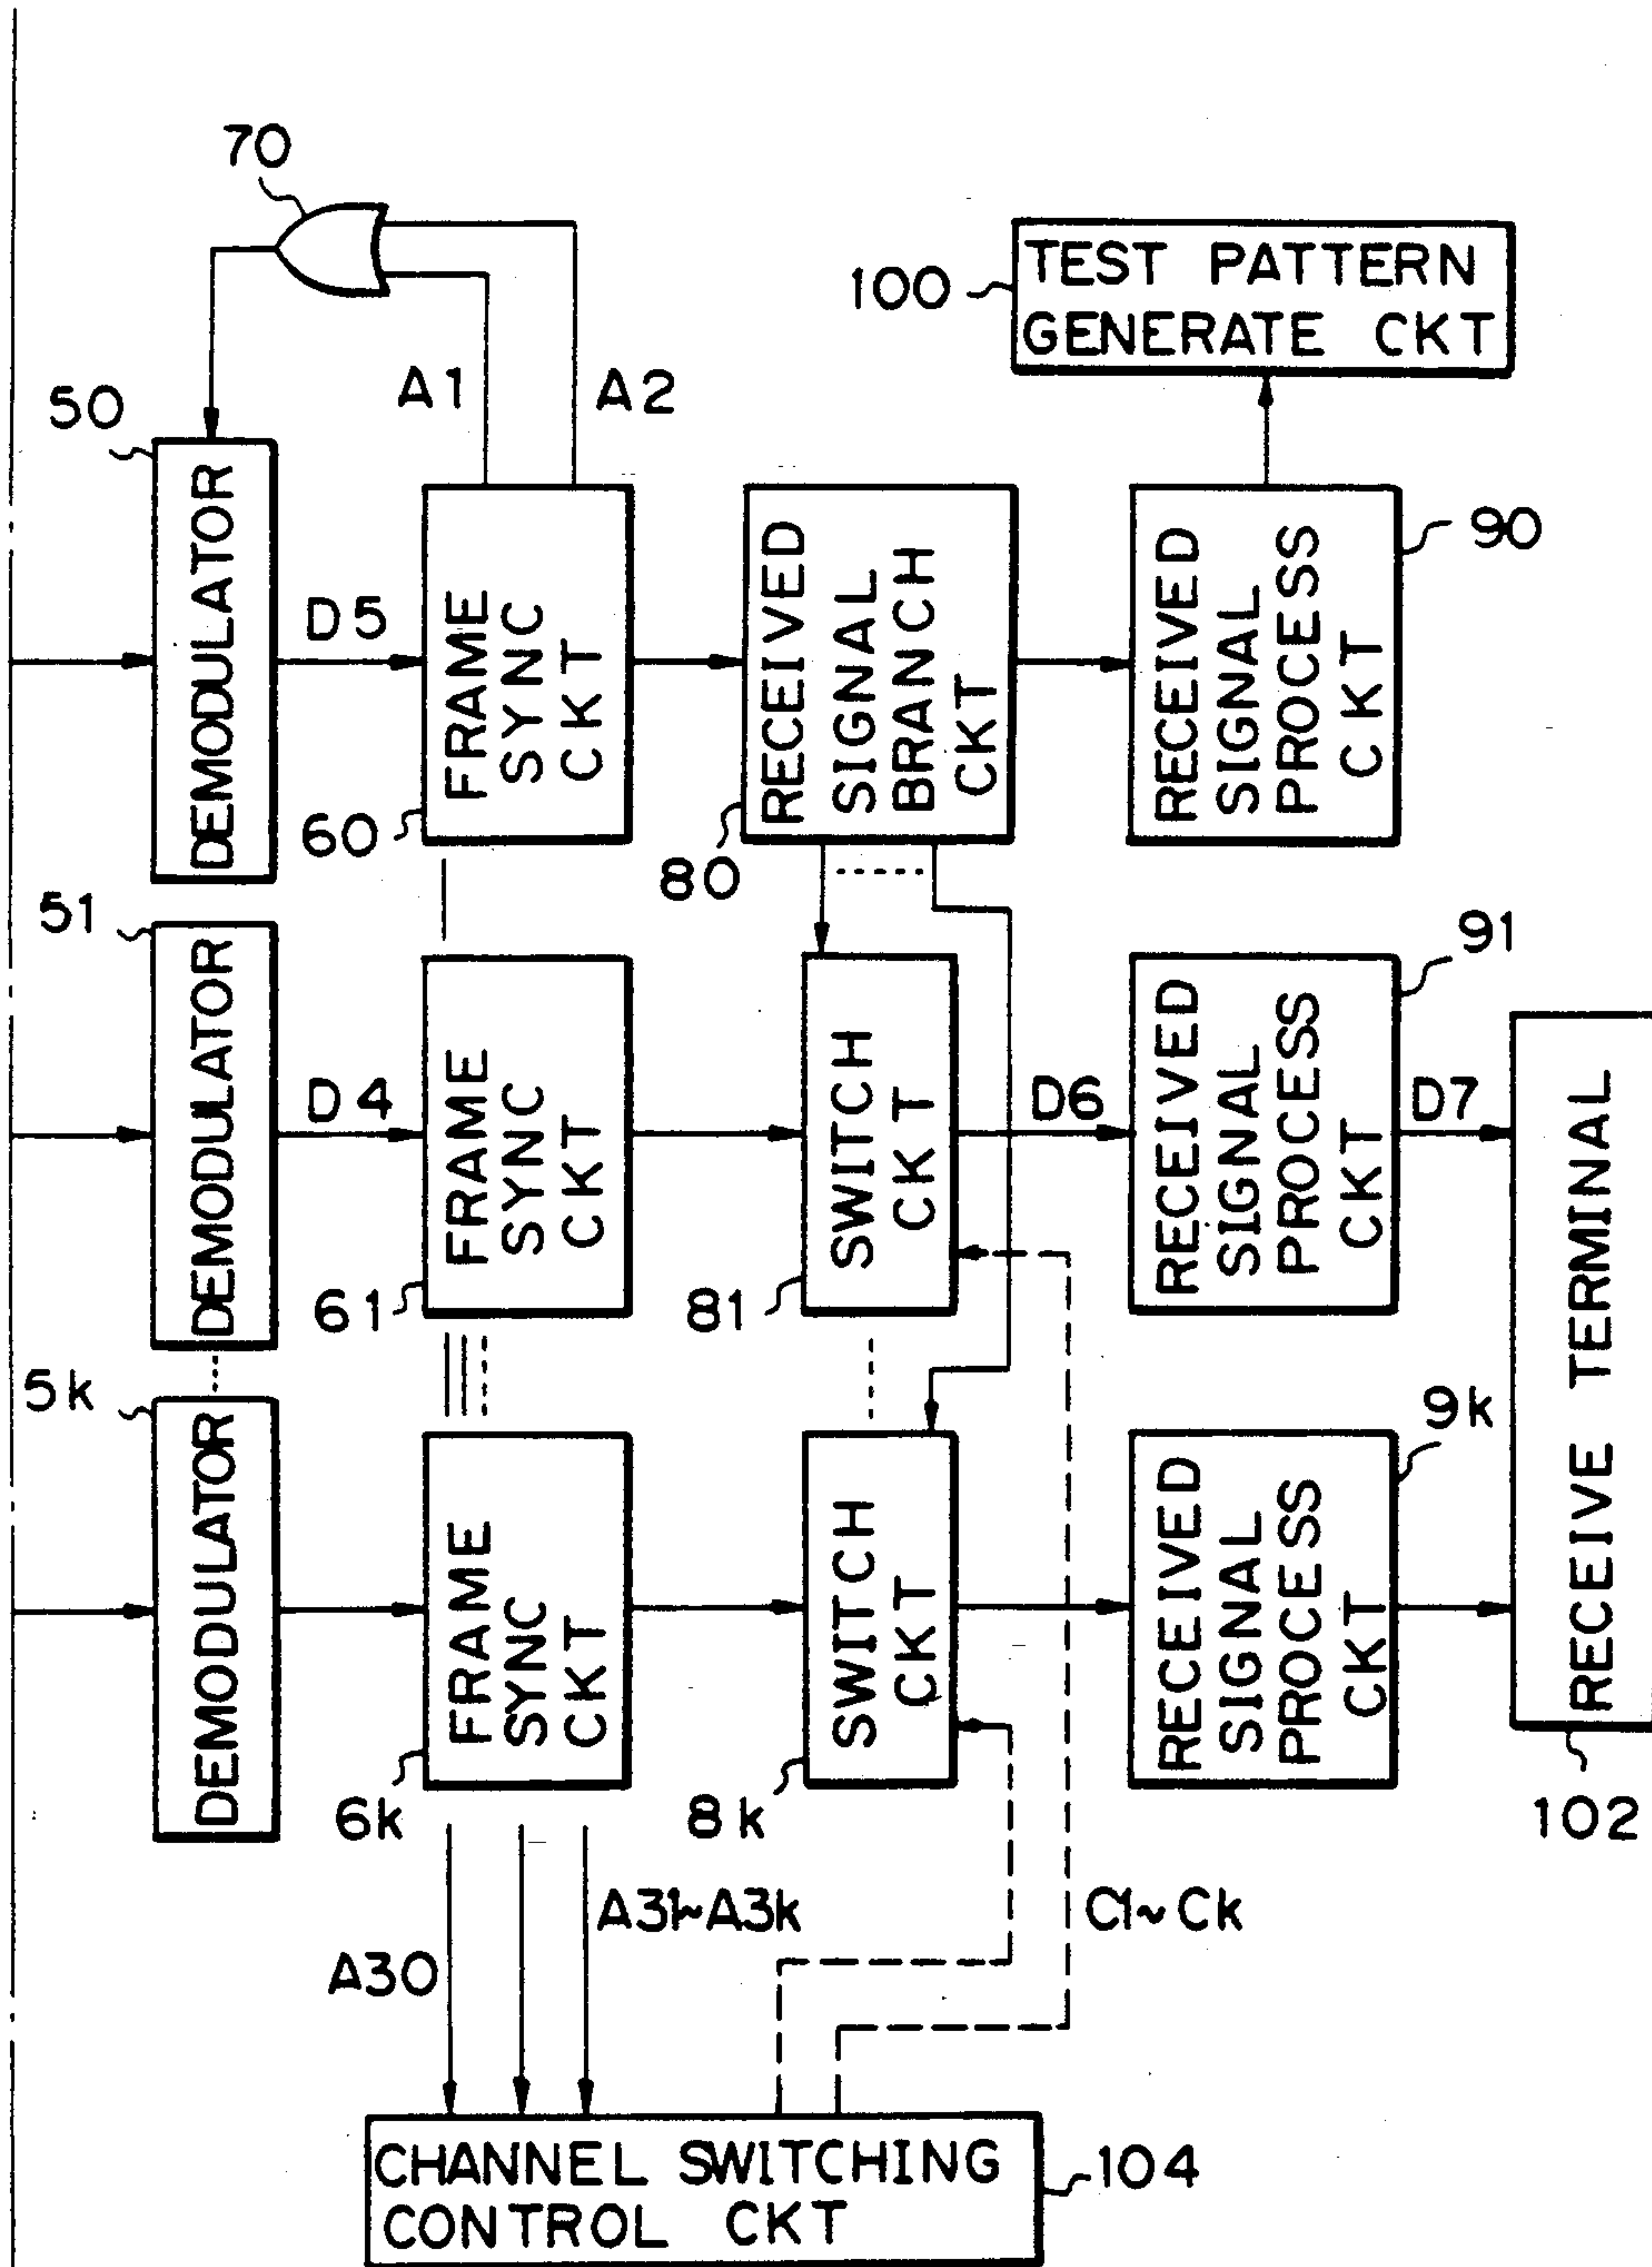 70
TEST PATTERN
GENERATE CKT
100
A1
A2
50
DEMODULATOR
D5
FRAME
SYNC
CKT
60
RECEIVED
SIGNAL
BRANCH
CKT
80
RECEIVED
SIGNAL
PROCESS
CKT
90
51
DEMODULATOR
D4
FRAME
SYNC
CKT
61
SWITCH
CKT
81
D6
RECEIVED
SIGNAL
PROCESS
CKT
91
D7
5k
DEMODULATOR
FRAME
SYNC
CKT
6k
SWITCH
CKT
8k
RECEIVED
SIGNAL
PROCESS
CKT
9k
RECEIVE TERMINAL
102
A30
A31~A3k
C1~Ck
CHANNEL SWITCHING
CONTROL CKT
104